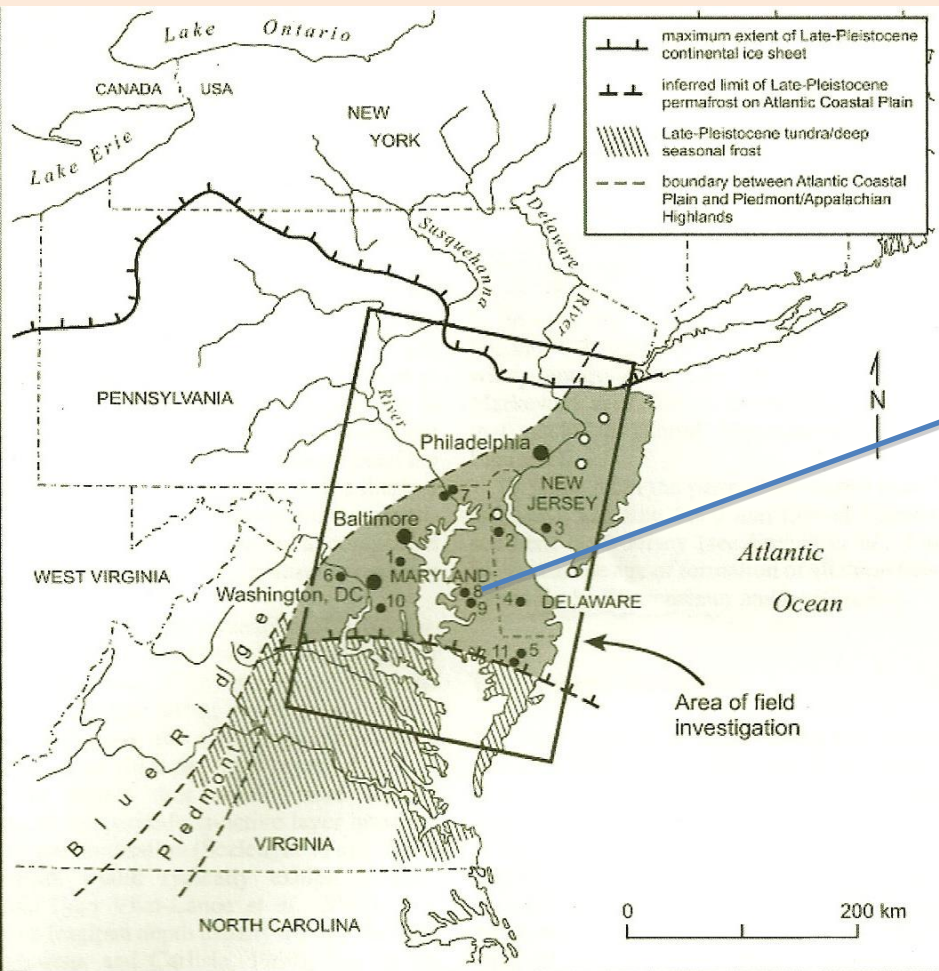 Lake Ontario
CANADA USA
Lake Erie
NEW
YORK
maximum extent of Late-Pleistocene
continental ice sheet
inferred limit of Late-Pleistocene
permafrost on Atlantic Coastal Plain
Late-Pleistocene tundra/deep
seasonal frost
boundary between Atlantic Coastal
Plain and Piedmont/Appalachian
Highlands
Susquehanna
River
Delaware
River
PENNSYLVANIA
N
Philadelphia
NEW
JERSEY
7
Baltimore
2
3
1
6
MARYLAND
Atlantic
Ocean
WEST VIRGINIA
Washington, DC
8
9
10
4
DELAWARE
11
5
Area of field
investigation
Blue Ridge
Piedmont
VIRGINIA
NORTH CAROLINA
0 200 km